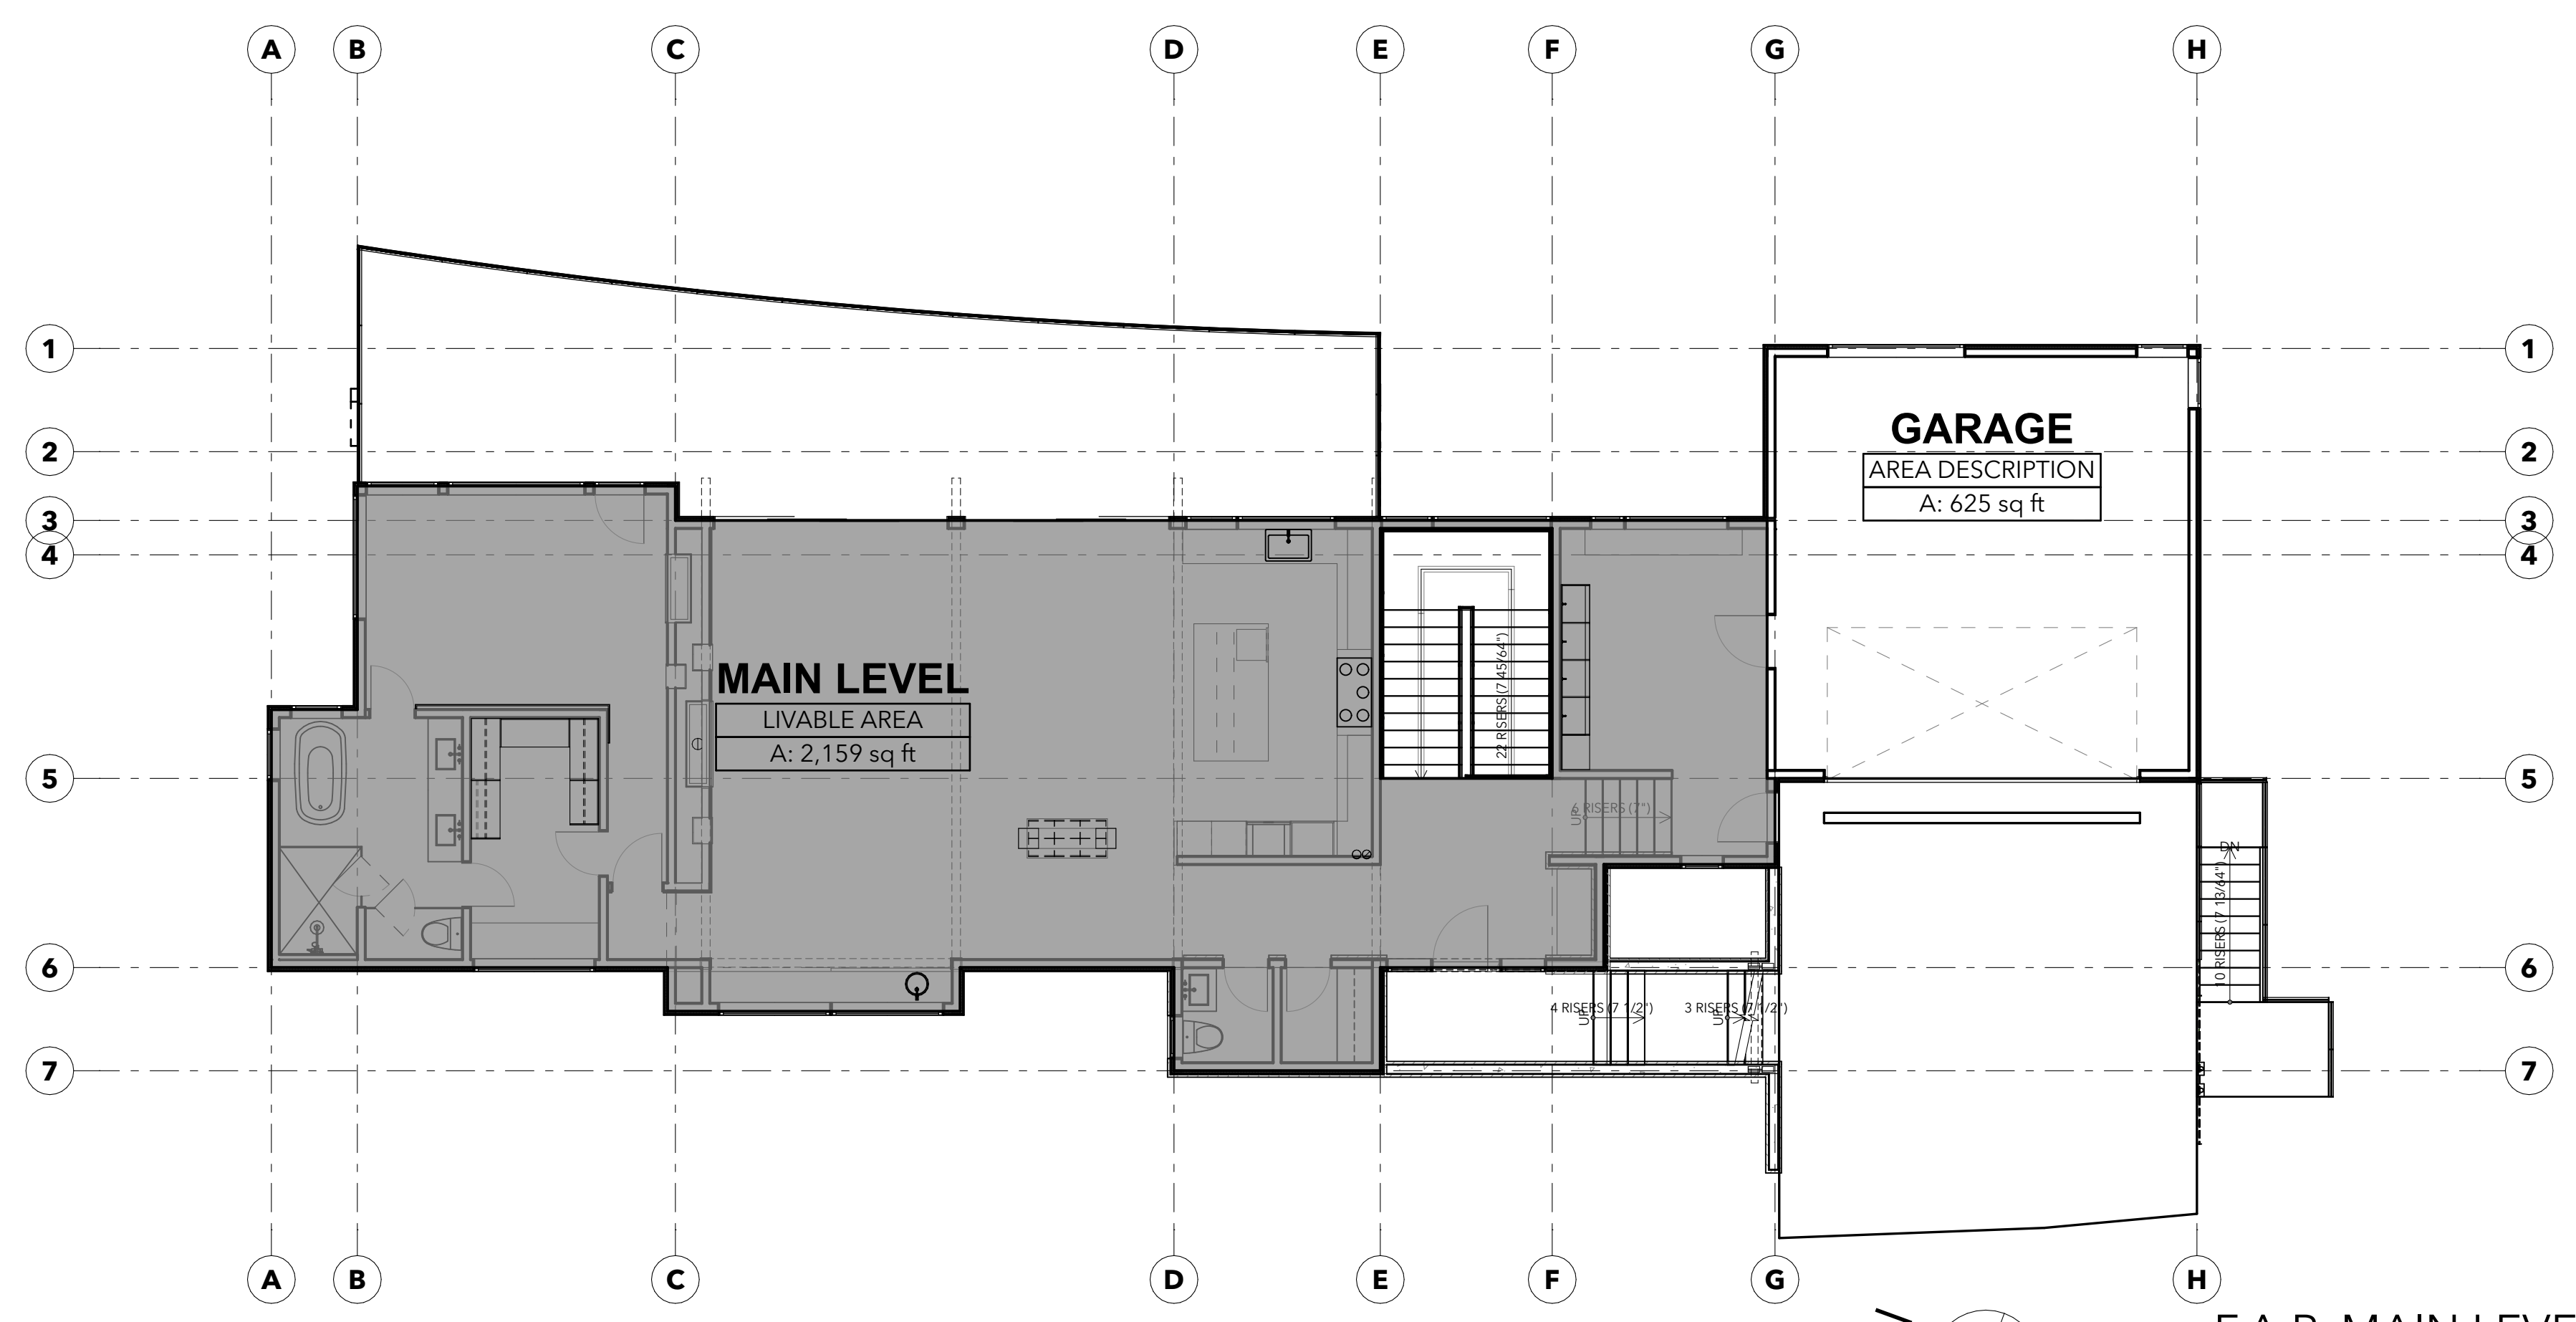 A B C D E F G H
1 1
GARAGE
2 2
AREA DESCRIPTION
A: 625 sq ft
3 3
4 4
MAIN LEVEL
22 RISERS (7 45/64")
LIVABLE AREA
A: 2,159 sq ft
5 5
6 RISERS (7")
UP
DN
10 RISERS (7 13/64")
6 6
4 RISERS (7 1/2")
UP
3 RISERS (7 1/2")
UP
7 7
A B C D E F G H